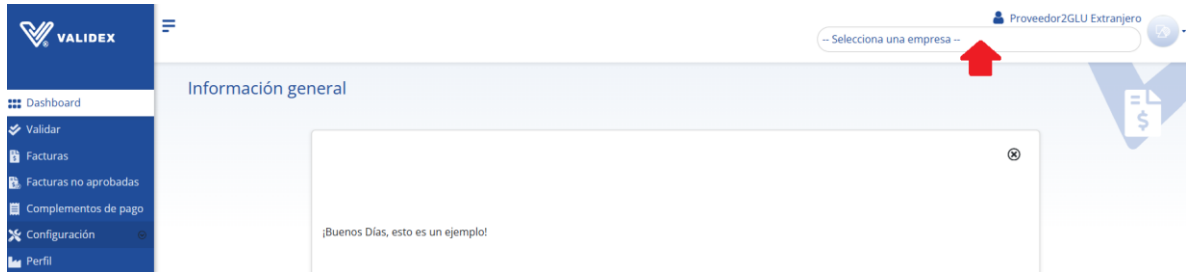 VALIDEX
Proveedor2GLU Extranjero
-- Selecciona una empresa --
Información general
Dashboard
Validar
Facturas
Facturas no aprobadas
Complementos de pago
Configuración
Perfil
¡Buenos Días, esto es un ejemplo!